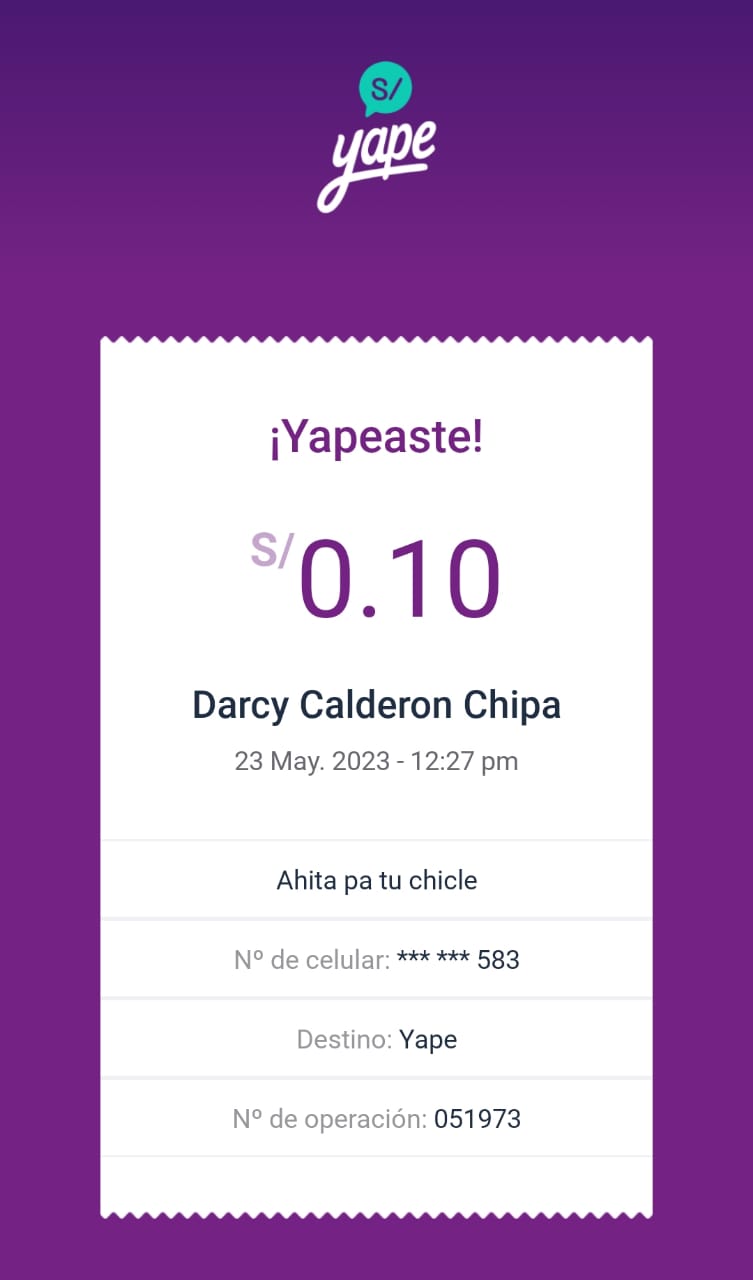 S/
yape
¡Yapeaste!
S/ 0.10
Darcy Calderon Chipa
23 May. 2023 - 12:27 pm
Ahita pa tu chicle
Nº de celular: *** *** 583
Destino: Yape
Nº de operación: 051973